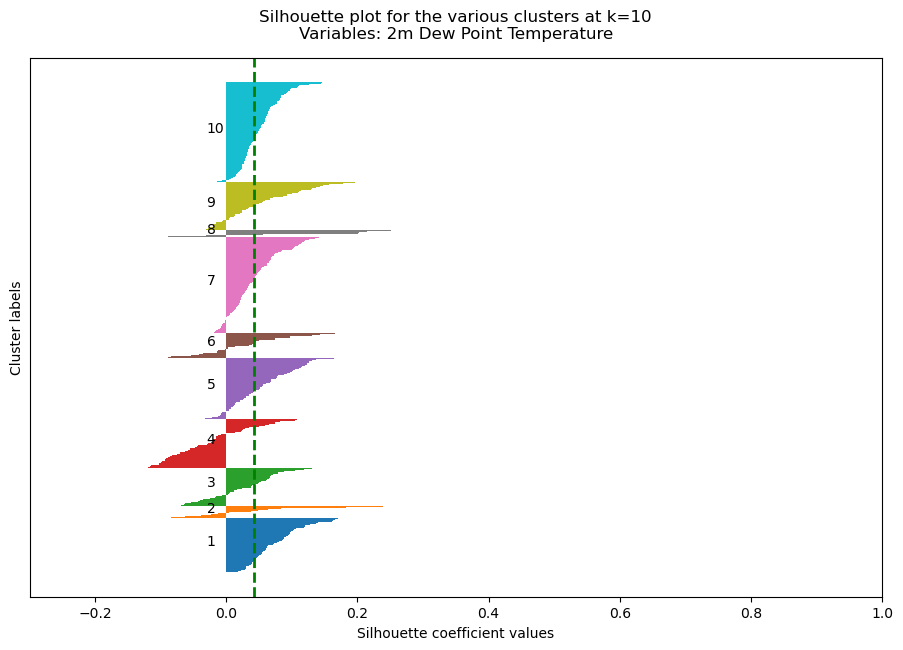 Silhouette plot for the various clusters at k=10
Variables: 2m Dew Point Temperature
Cluster labels
10
9
8
7
6
5
4
3
2
1
−0.2 0.0 0.2 0.4 0.6 0.8 1.0
Silhouette coefficient values